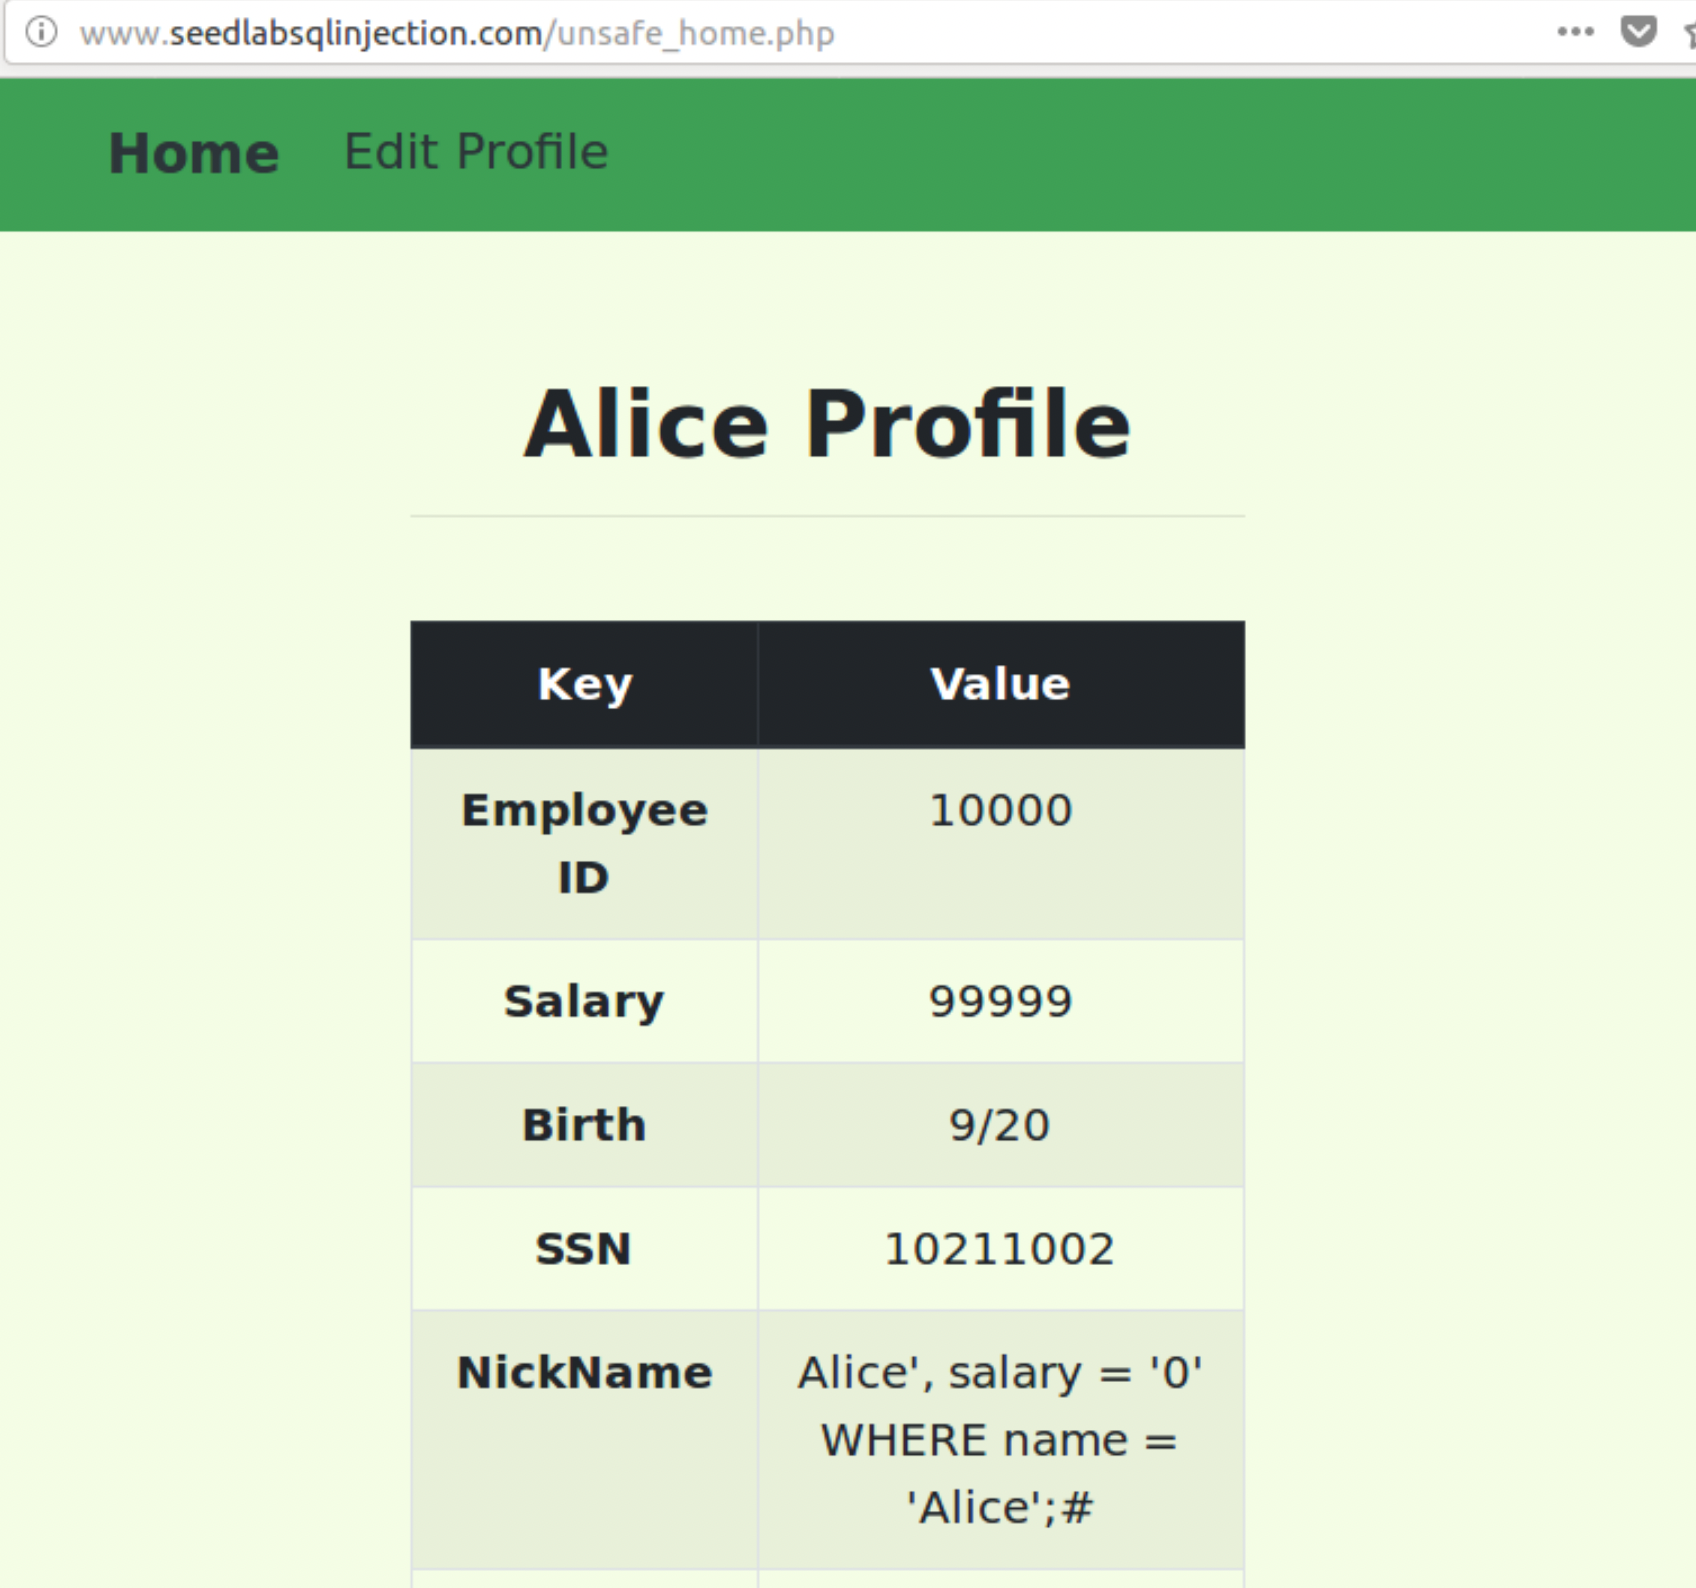 www.seedlabsqlinjection.com/unsafe_home.php
Home Edit Profile
Alice Profile
Key Value
Employee 10000
ID
Salary 99999
Birth 9/20
SSN 10211002
NickName Alice', salary = '0'
WHERE name =
'Alice';#